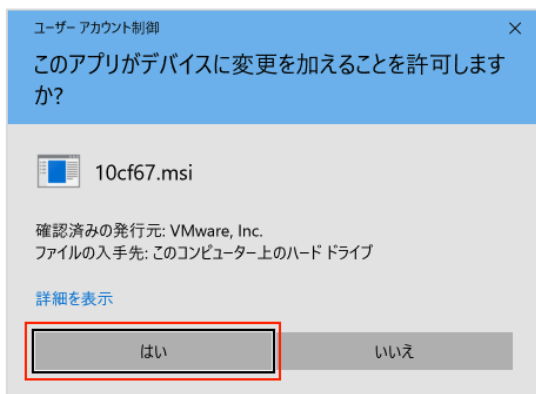 ユーザー アカウント制御
このアプリがデバイスに変更を加えることを許可します
か?
10cf67.msi
確認済みの発行元: VMware, Inc.
ファイルの入手先: このコンピューター上のハード ドライブ
詳細を表示
はい
いいえ